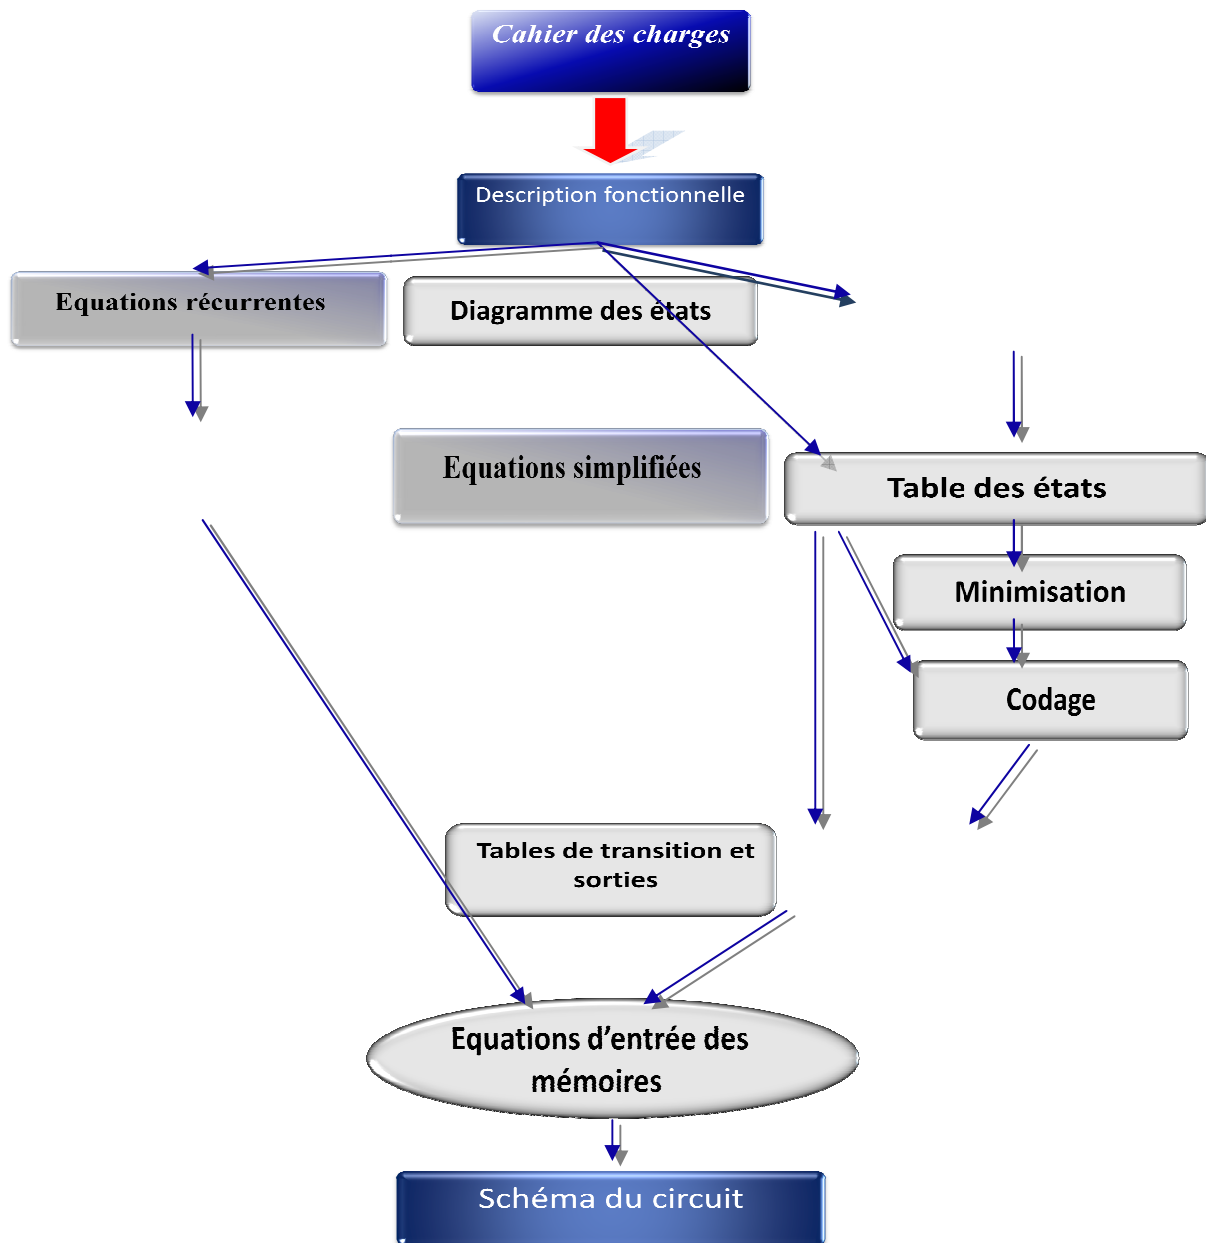 Cahier des charges
Description fonctionnelle
Equations récurrentes
Diagramme des états
Equations simplifiées
Table des états
Minimisation
Codage
Tables de transition et
sorties
Equations d’entrée des
mémoires
Schéma du circuit